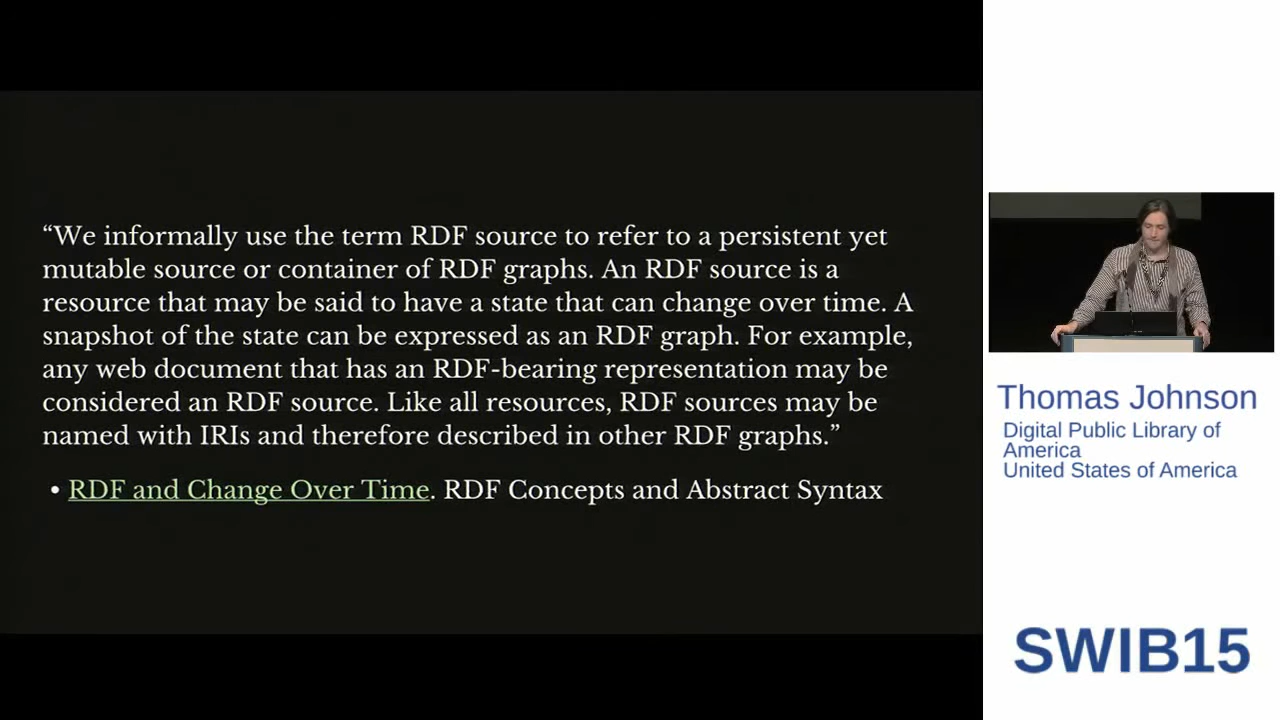 “We informally use the term RDF source to refer to a persistent yet
mutable source or container of RDF graphs. An RDF source is a
resource that may be said to have a state that can change over time. A
snapshot of the state can be expressed as an RDF graph. For example,
any web document that has an RDF-bearing representation may be
considered an RDF source. Like all resources, RDF sources may be
named with IRIs and therefore described in other RDF graphs.”
• RDF and Change Over Time. RDF Concepts and Abstract Syntax
Thomas Johnson
Digital Public Library of
America
United States of America
SWIB15